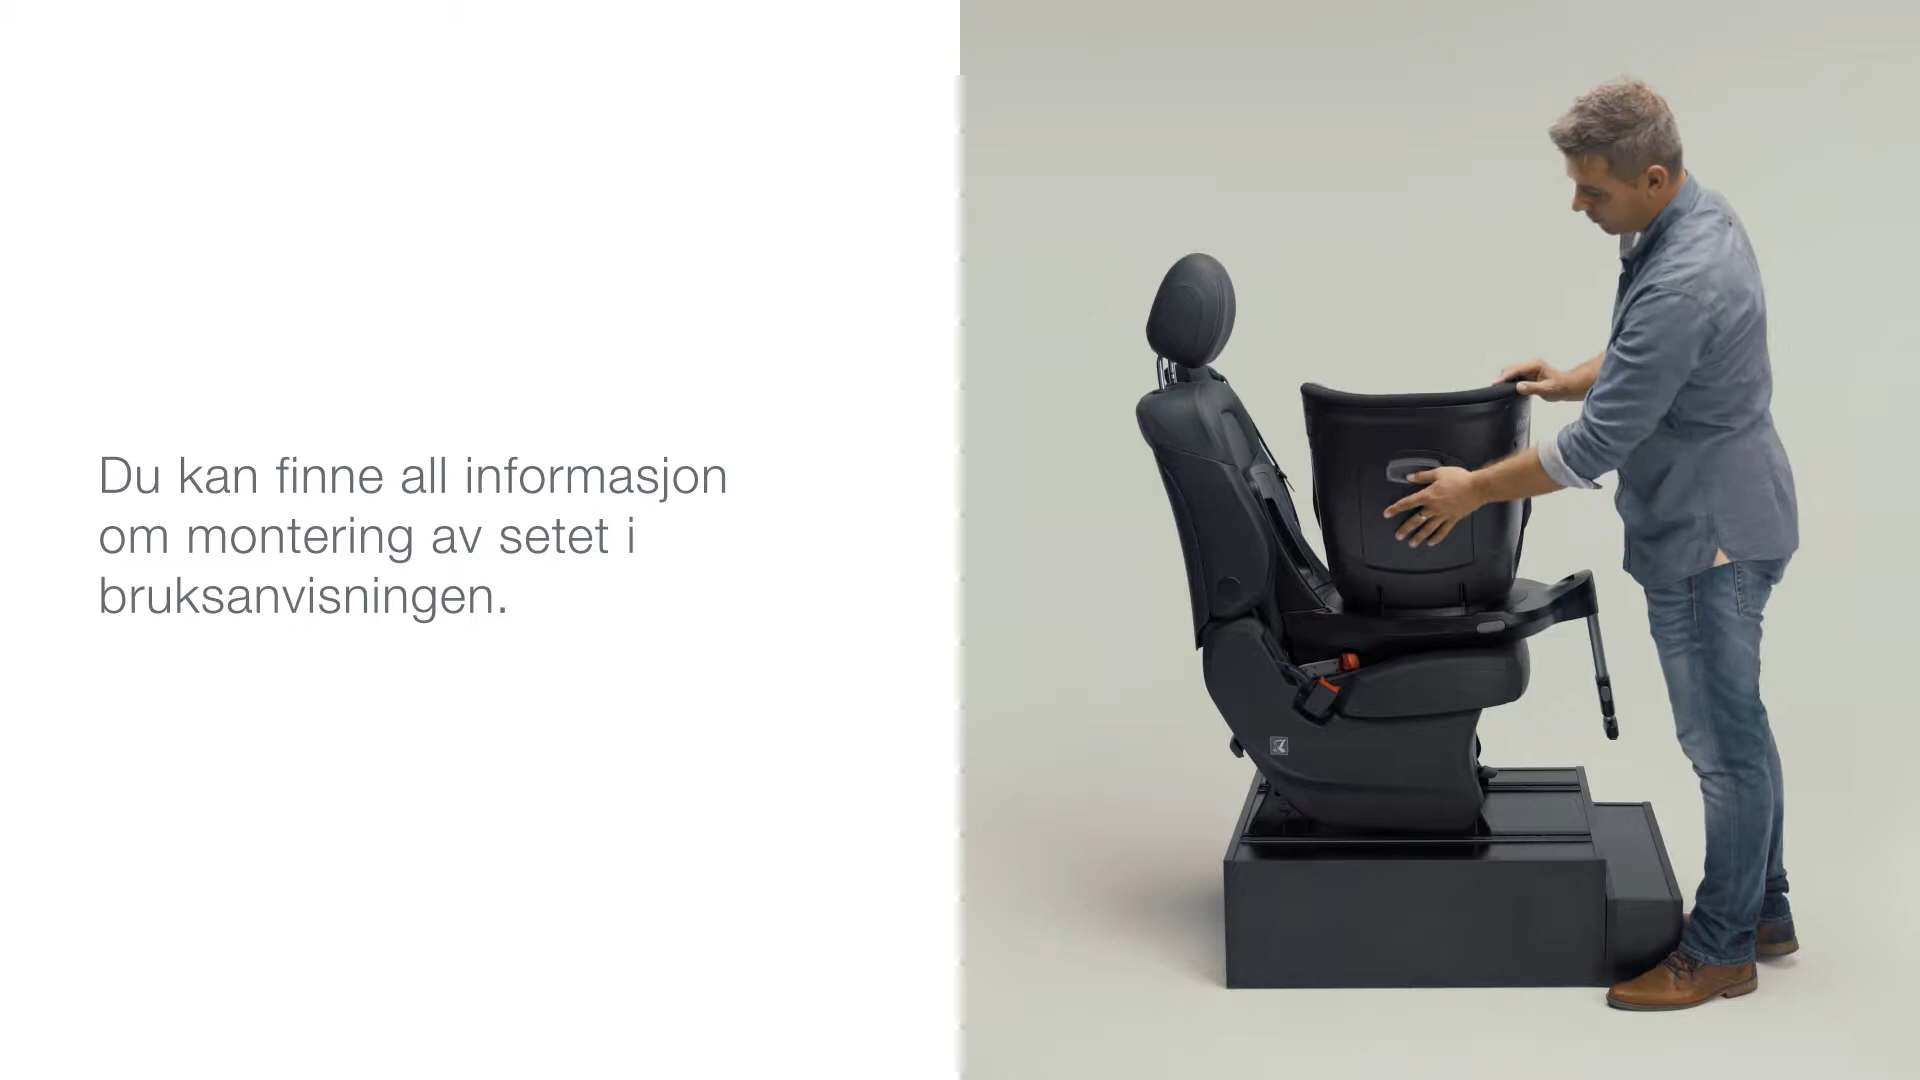 Du kan finne all informasjon
om montering av setet i
bruksanvisningen.